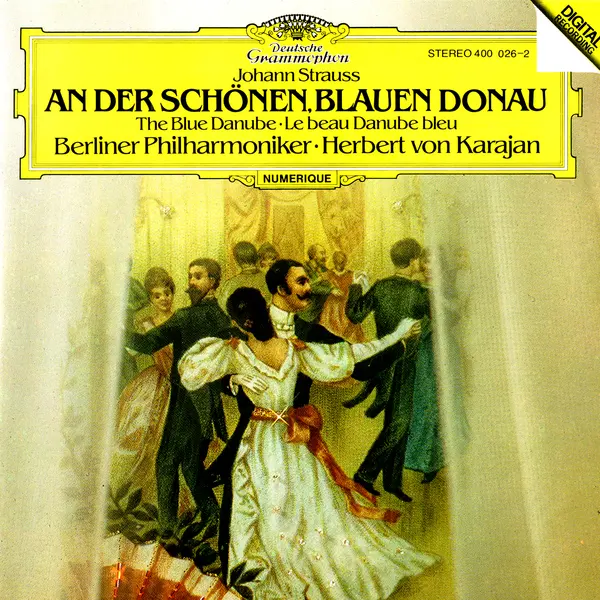 DIGITAL
RECORDING
Deutsche
Grammophon
STEREO 400 026-2
Johann Strauss
AN DER SCHÖNEN, BLAUEN DONAU
The Blue Danube · Le beau Danube bleu
Berliner Philharmoniker · Herbert von Karajan
NUMERIQUE